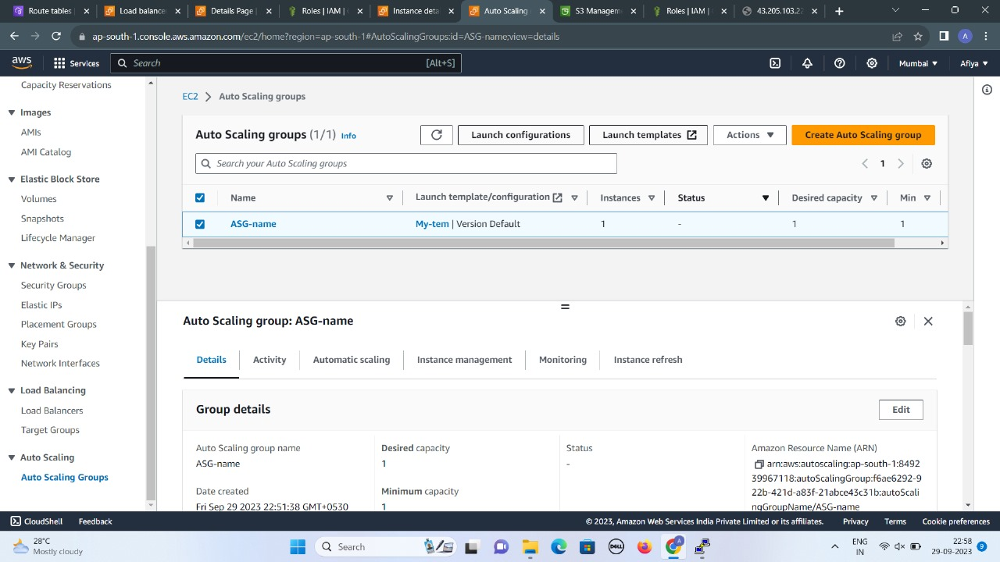 Route tables
Load balance
Details Page |
Roles | IAM |
Instance deta
Auto Scaling
S3 Managem
Roles | IAM |
43.205.103.2
ap-south-1.console.aws.amazon.com/ec2/home?region=ap-south-1#AutoScalingGroups:id=ASG-name;view=details
A
aws
Services
Search
[Alt+S]
Mumbai
Afiya
Capacity Reservations
Images
AMIs
AMI Catalog
Elastic Block Store
Volumes
Snapshots
Lifecycle Manager
Network & Security
Security Groups
Elastic IPs
Placement Groups
Key Pairs
Network Interfaces
Load Balancing
Load Balancers
Target Groups
Auto Scaling
Auto Scaling Groups
EC2 > Auto Scaling groups
Auto Scaling groups (1/1) Info
Launch configurations
Launch templates
Actions
Create Auto Scaling group
Search your Auto Scaling groups
1
Name Launch template/configuration Instances Status Desired capacity Min
ASG-name My-tem | Version Default 1 - 1 1
Auto Scaling group: ASG-name
Details Activity Automatic scaling Instance management Monitoring Instance refresh
Group details
Edit
Auto Scaling group name
ASG-name
Date created
Fri Sep 29 2023 22:51:38 GMT+0530
Desired capacity
1
Minimum capacity
1
Status
-
Amazon Resource Name (ARN)
arn:aws:autoscaling:ap-south-1:8492
39967118:autoScalingGroup:f6ae6292-9
22b-421d-a83f-21abce43c31b:autoScali
ngGroupName/ASG-name
CloudShell Feedback
© 2023, Amazon Web Services India Private Limited or its affiliates. Privacy Terms Cookie preferences
28°C
Mostly cloudy
Search
DELL
A
ENG
IN
22:58
29-09-2023
9